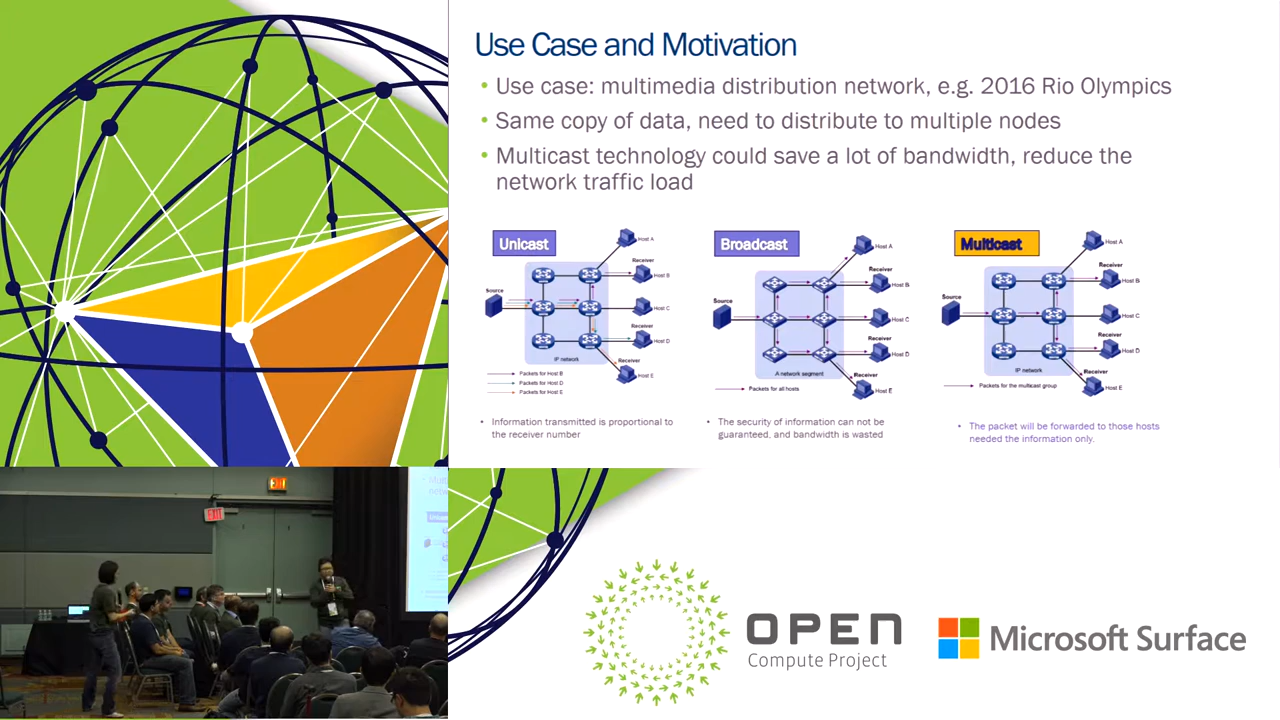 Use Case and Motivation
• Use case: multimedia distribution network, e.g. 2016 Rio Olympics
• Same copy of data, need to distribute to multiple nodes
• Multicast technology could save a lot of bandwidth, reduce the
network traffic load
Unicast
Host A
Receiver
Host B
Source
Host C
Receiver
Host D
IP network
Receiver
Host E
Packets for Host B
Packets for Host D
Packets for Host E
• Information transmitted is proportional to
the receiver number
Broadcast
Host A
Receiver
Host B
Source
Host C
Receiver
Host D
A network segment
Receiver
Host E
Packets for all hosts
• The security of information can not be
guaranteed, and bandwidth is wasted
Multicast
Host A
Receiver
Host B
Source
Host C
Receiver
Host D
IP network
Receiver
Host E
Packets for the multicast group
• The packet will be forwarded to those hosts
needed the information only.
EXIT
OPEN
Compute Project
Microsoft Surface